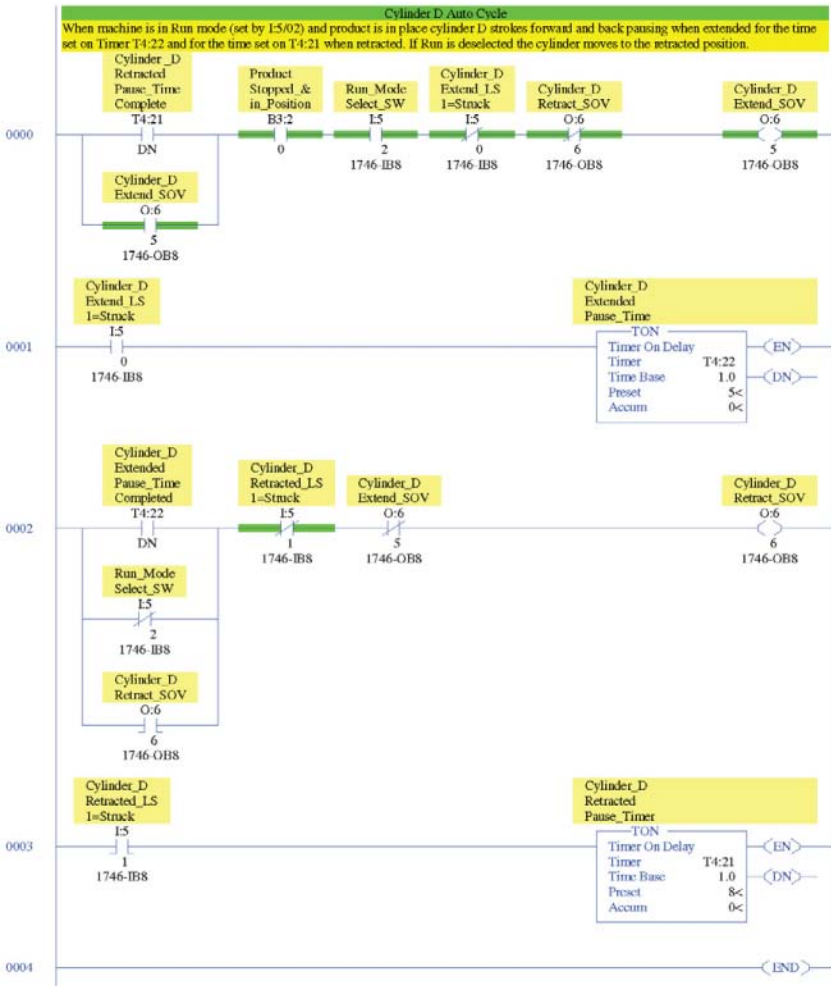 Cylinder D Auto Cycle
When machine is in Run mode (set by I:5/02) and product is in place cylinder D strokes forward and back pausing when extended for the time
set on Timer T4:22 and for the time set on T4:21 when retracted. If Run is deselected the cylinder moves to the retracted position.
Cylinder _D
Retracted
Pause_Time
Complete
T4:21
DN
Product
Stopped_&
in_Position
B3:2
0
Run_Mode
Select_SW
I:5
2
1746-IB8
Cylinder_D
Extend_LS
1=Struck
I:5
0
1746-IB8
Cylinder_D
Retract_SOV
O:6
6
1746-OB8
Cylinder_D
Extend_SOV
O:6
5
1746-OB8
0000
Cylinder_D
Extend_SOV
O:6
5
1746-OB8
Cylinder_D
Extend_LS
1=Struck
I:5
0
1746-IB8
0001
Cylinder_D
Extended
Pause_Time
TON
Timer On Delay
Timer T4:22
Time Base 1.0
Preset 5<
Accum 0<
EN
DN
Cylinder_D
Extended
Pause_Time
Completed
T4:22
DN
Cylinder_D
Retracted_LS
1=Struck
I:5
1
1746-IB8
Cylinder_D
Extend_SOV
O:6
5
1746-OB8
Cylinder_D
Retract_SOV
O:6
6
1746-OB8
0002
Run_Mode
Select_SW
I:5
2
1746-IB8
Cylinder_D
Retract_SOV
O:6
6
1746-OB8
Cylinder_D
Retracted_LS
1=Struck
I:5
1
1746-IB8
0003
Cylinder_D
Retracted
Pause_Timer
TON
Timer On Delay
Timer T4:21
Time Base 1.0
Preset 8<
Accum 0<
EN
DN
0004
END